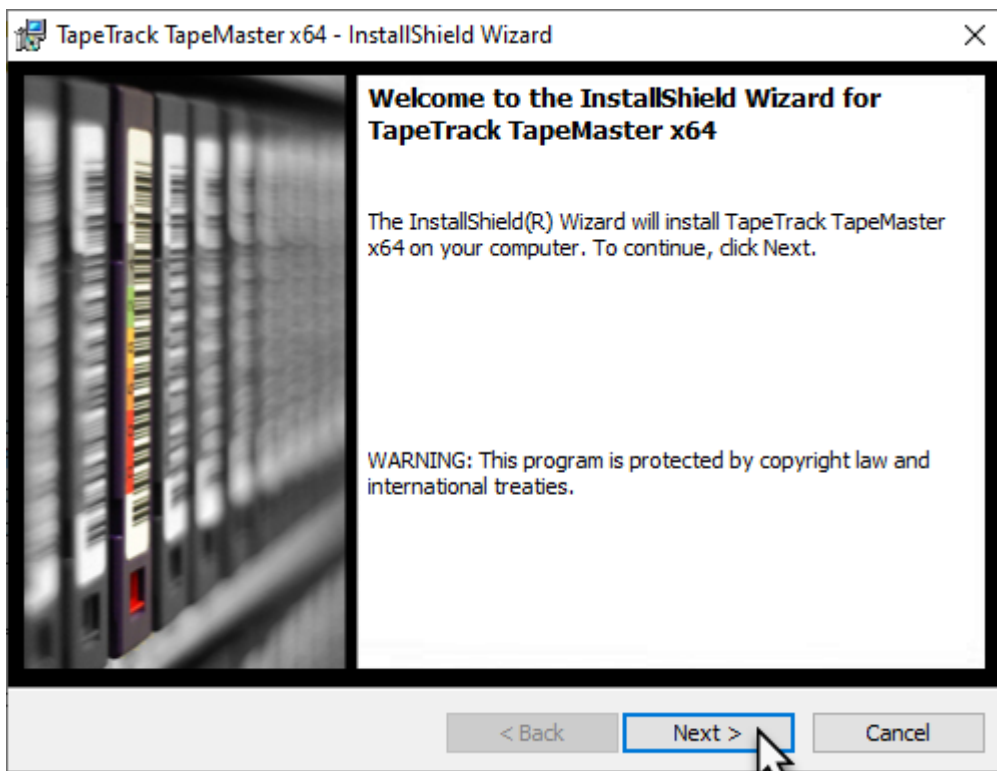 TapeTrack TapeMaster x64 - InstallShield Wizard
Welcome to the InstallShield Wizard for
TapeTrack TapeMaster x64
The InstallShield(R) Wizard will install TapeTrack TapeMaster
x64 on your computer. To continue, click Next.
WARNING: This program is protected by copyright law and
international treaties.
< Back
Next >
Cancel